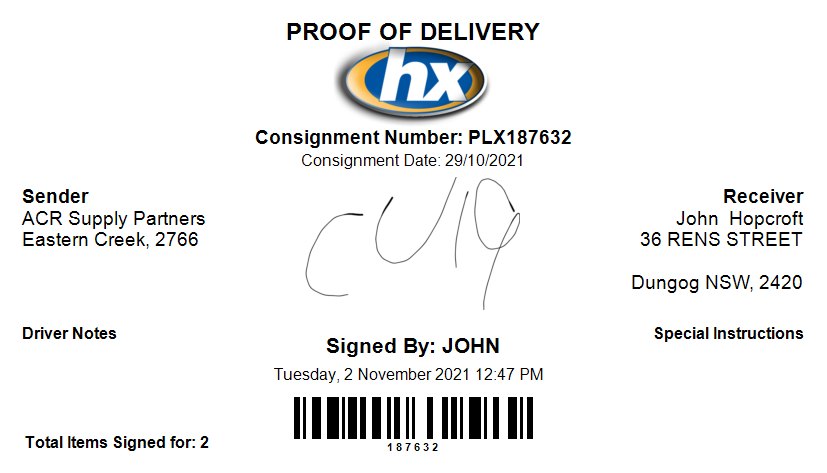 PROOF OF DELIVERY
hx
Consignment Number: PLX187632
Consignment Date: 29/10/2021
Sender
ACR Supply Partners
Eastern Creek, 2766
Receiver
John Hopcroft
36 RENS STREET
Dungog NSW, 2420
Driver Notes
Special Instructions
Signed By: JOHN
Tuesday, 2 November 2021 12:47 PM
187632
Total Items Signed for: 2